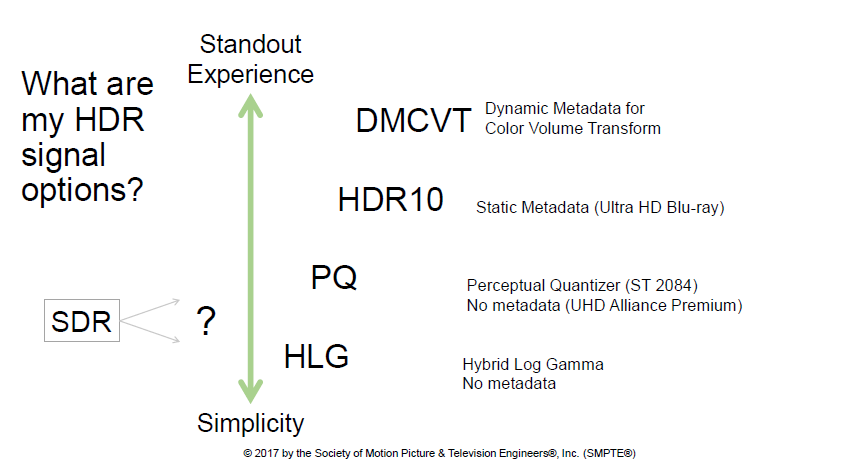 What are
my HDR
signal
options?
Standout
Experience
DMCVT
Dynamic Metadata for
Color Volume Transform
HDR10
Static Metadata (Ultra HD Blu-ray)
PQ
Perceptual Quantizer (ST 2084)
No metadata (UHD Alliance Premium)
SDR
?
HLG
Hybrid Log Gamma
No metadata
Simplicity
© 2017 by the Society of Motion Picture & Television Engineers®, Inc. (SMPTE®)